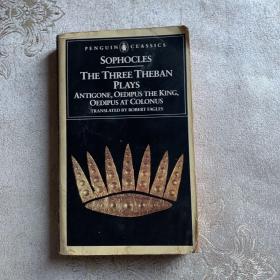 PENGUIN CLASSICS
SOPHOCLES
THE THREE THEBAN
PLAYS
ANTIGONE, OEDIPUS THE KING,
OEDIPUS AT COLONUS
TRANSLATED BY ROBERT FAGLES